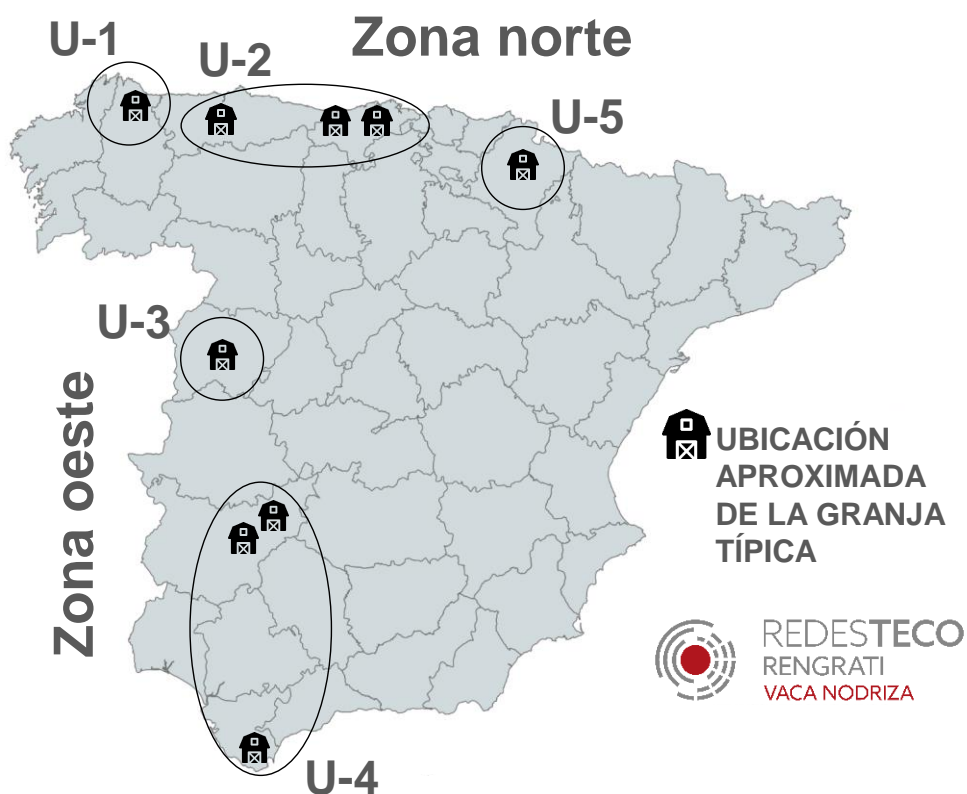 U-1
U-2
Zona norte
U-5
U-3
Zona oeste
UBICACIÓN
APROXIMADA
DE LA GRANJA
TÍPICA
REDESTECO
RENGRATI
VACA NODRIZA
U-4